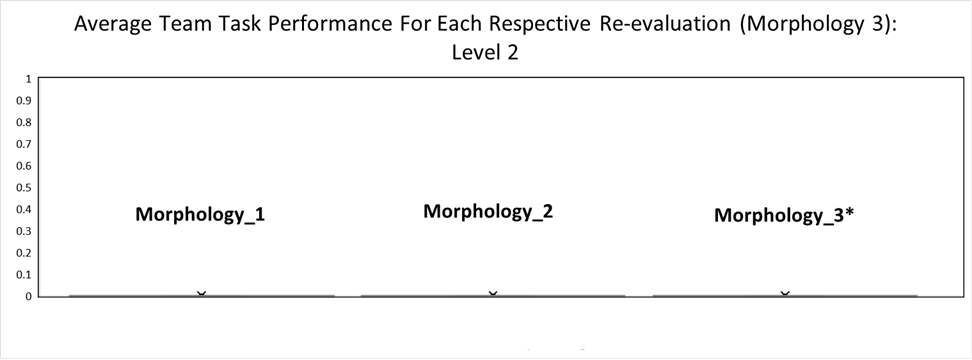 Average Team Task Performance For Each Respective Re-evaluation (Morphology 3):
Level 2
1
0.9
0.8
0.7
0.6
0.5
0.4
0.3
0.2
0.1
0
Morphology_1
Morphology_2
Morphology_3*